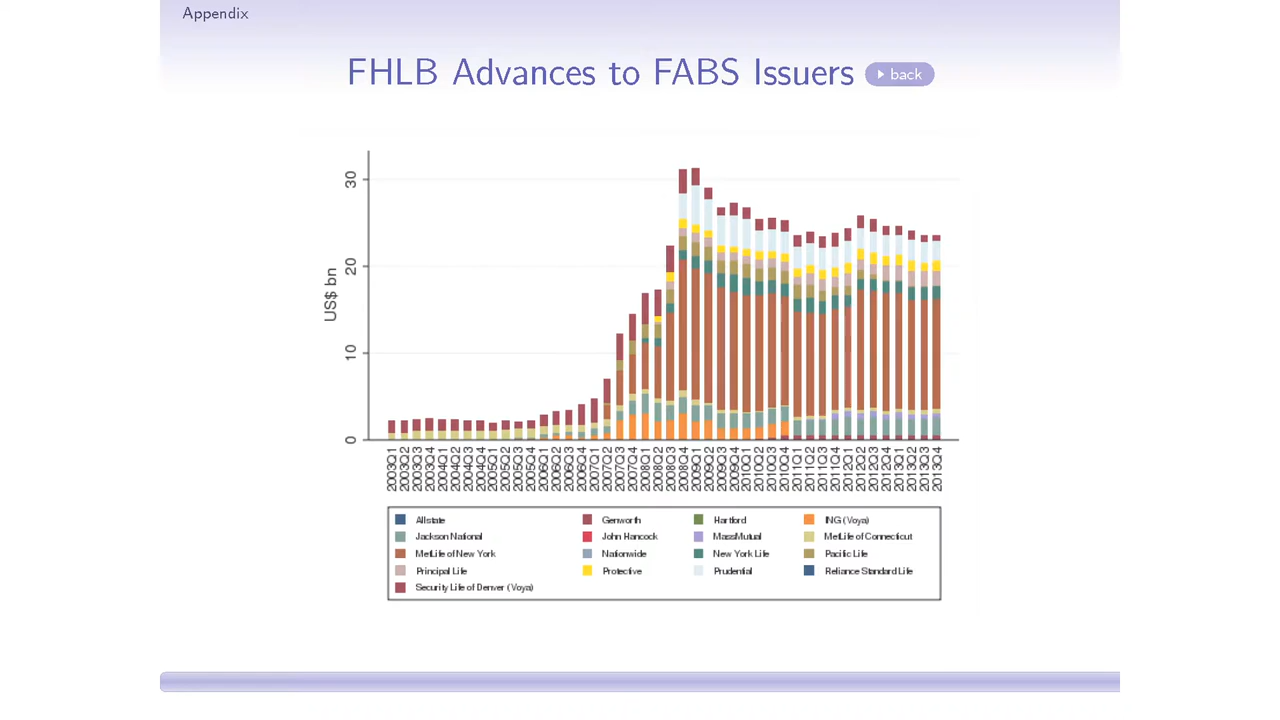 Appendix
FHLB Advances to FABS Issuers back
US$ bn
30
20
10
0
2003Q1 2003Q2 2003Q3 2003Q4 2004Q1 2004Q2 2004Q3 2004Q4 2005Q1 2005Q2 2005Q3 2005Q4 2006Q1 2006Q2 2006Q3 2006Q4 2007Q1 2007Q2 2007Q3 2007Q4 2008Q1 2008Q2 2008Q3 2008Q4 2009Q1 2009Q2 2009Q3 2009Q4 2010Q1 2010Q2 2010Q3 2010Q4 2011Q1 2011Q2 2011Q3 2011Q4 2012Q1 2012Q2 2012Q3 2012Q4 2013Q1 2013Q2 2013Q3 2013Q4
Allstate Genworth Hartford ING (Voya)
Jackson National John Hancock MassMutual MetLife of Connecticut
MetLife of New York Nationwide New York Life Pacific Life
Principal Life Protective Prudential Reliance Standard Life
Security Life of Denver (Voya)